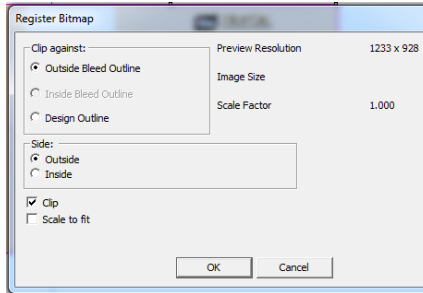 Register Bitmap
Clip against:
Outside Bleed Outline
Inside Bleed Outline
Design Outline
Preview Resolution 1233 x 928
Image Size
Scale Factor 1.000
Side:
Outside
Inside
Clip
Scale to fit
OK Cancel